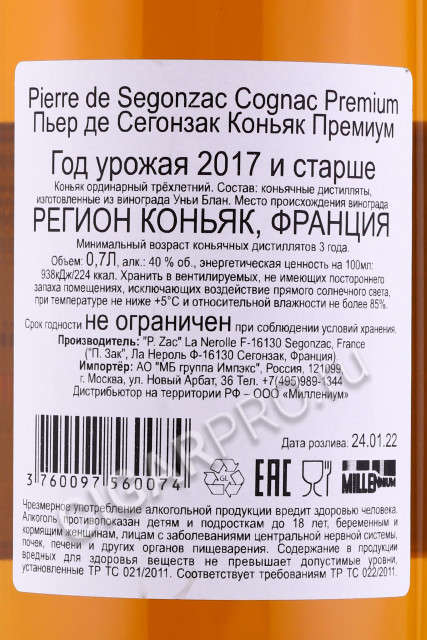 Pierre de Segonzac Cognac Premium
Пьер де Сегонзак Коньяк Премиум
Год урожая 2017 и старше
Коньяк ординарный трёхлетний. Состав: коньячные дистилляты,
изготовленные из винограда Уньи Блан. Место происхождения винограда
РЕГИОН КОНЬЯК, ФРАНЦИЯ
Минимальный возраст коньячных дистиллятов 3 года.
Объем: 0,7Л, алк.: 40 % об., энергетическая ценность на 100мл:
938кДж/224 ккал. Хранить в вентилируемых, не имеющих постороннего
запаха помещениях, исключающих воздействие прямого солнечного света,
при температуре не ниже +5°С и относительной влажности не более 85%.
Срок годности не ограничен при соблюдении условий хранения.
Производитель: "P. Zac" La Nerolle F-16130 Segonzac, France
("П. Зак", Ла Нероль Ф-16130 Сегонзак, Франция)
Импортёр: АО "МБ группа Импэкс", Россия, 121099,
г. Москва, ул. Новый Арбат, 36 Тел. +7(495)989-1344
Дистрибьютор на территории РФ – ООО «Миллениум»
Дата розлива: 24.01.22
3 760097 560074
GL
EAC
MILLENNIUM
CIGARPRO.ru
Чрезмерное потребление алкогольной продукции вредит здоровью человека.
Алкоголь противопоказан детям и подросткам до 18 лет, беременным и
кормящим женщинам, лицам с заболеваниями центральной нервной системы,
почек, печени и других органов пищеварения. Содержание в продукции
вредных для здоровья веществ не превышает допустимые уровни,
установленные ТР ТС 021/2011. Соответствует требованиям ТР ТС 022/2011.